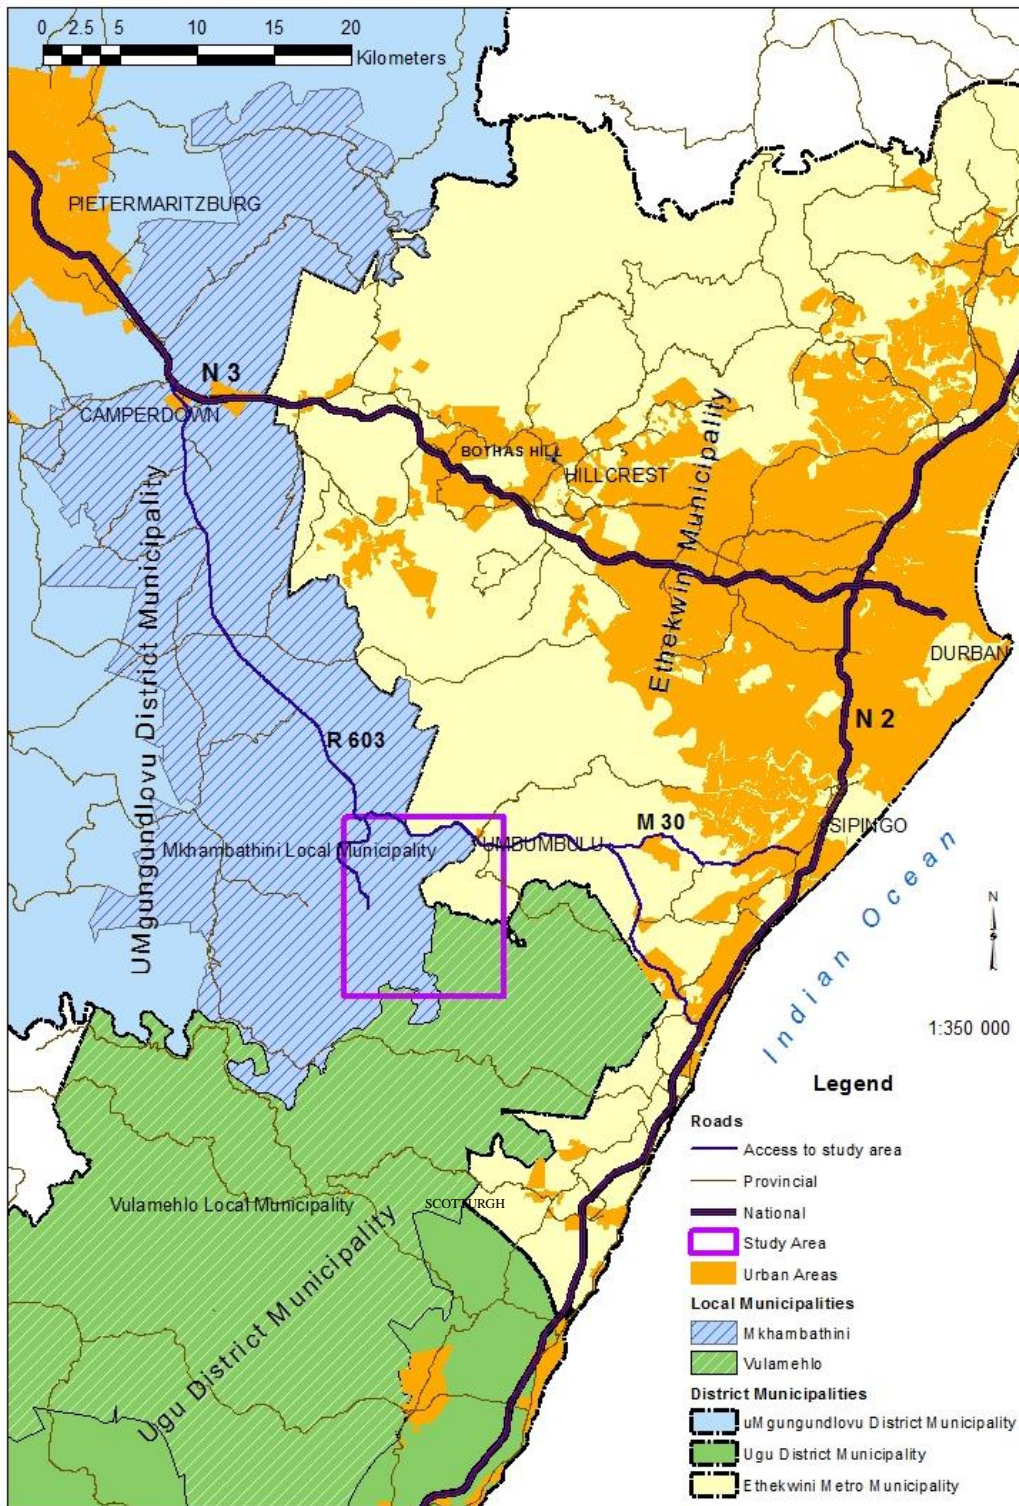 0 2.5 5 10 15 20
Kilometers
PIETERMARITZBURG
N 3
CAMPERDOWN
BOTHAS HILL
HILLCREST
Ethekwini Municipality
UMgungundlovu District Municipality
DURBAN
N 2
R 603
M 30
SIPINGO
UMBUMBULU
Mkhambathini Local Municipality
Indian Ocean
N
1:350 000
Vulamehlo Local Municipality
SCOTTURGH
Ugu District Municipality
Legend
Roads
Access to study area
Provincial
National
Study Area
Urban Areas
Local Municipalities
Mkhambathini
Vulamehlo
District Municipalities
uMgungundlovu District Municipality
Ugu District Municipality
Ethekwini Metro Municipality